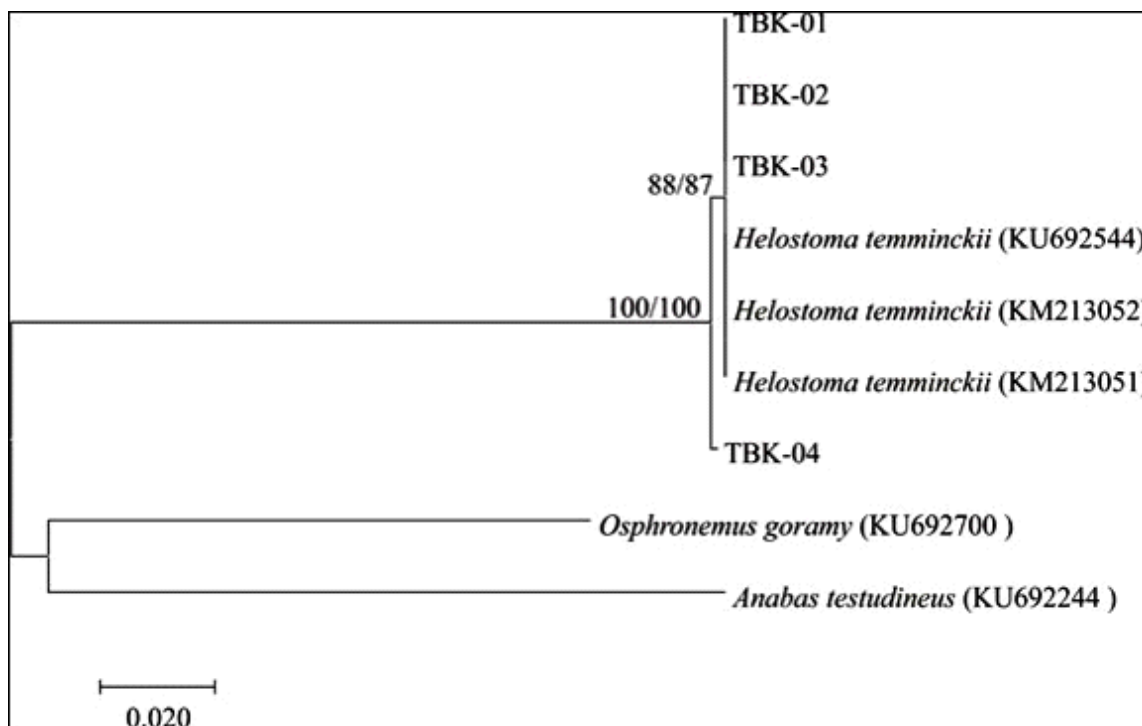 TBK-01
TBK-02
TBK-03
88/87
Helostoma temminckii (KU692544)
100/100
Helostoma temminckii (KM213052)
Helostoma temminckii (KM213051)
TBK-04
Osphronemus goramy (KU692700 )
Anabas testudineus (KU692244 )
0.020